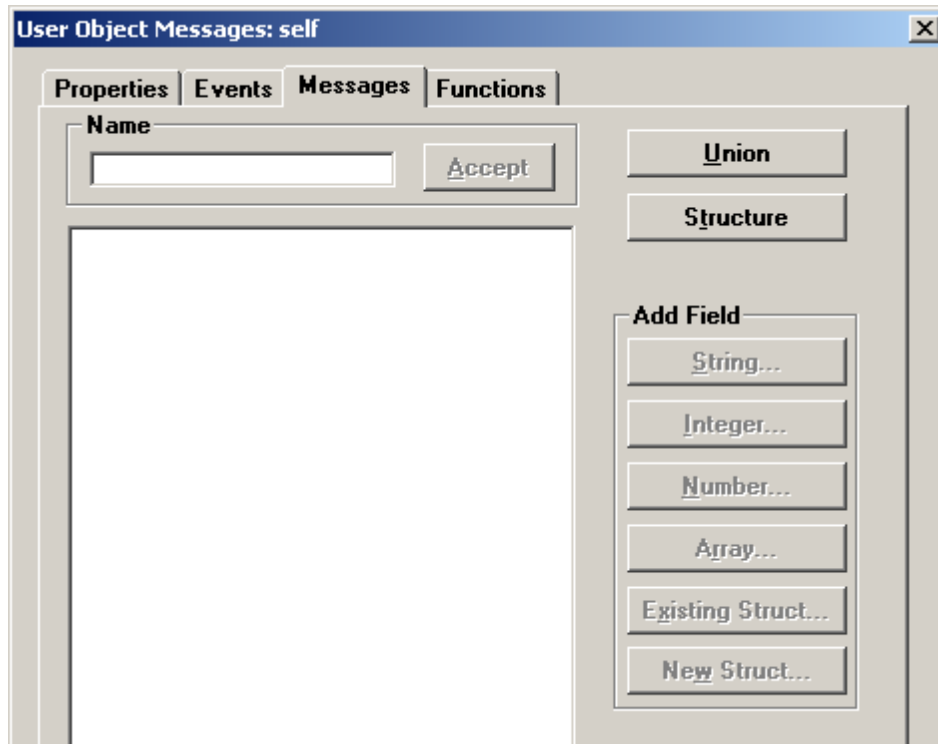 User Object Messages: self
Properties Events Messages Functions
Name
Accept
Union
Structure
Add Field
String...
Integer...
Number...
Array...
Existing Struct...
New Struct...